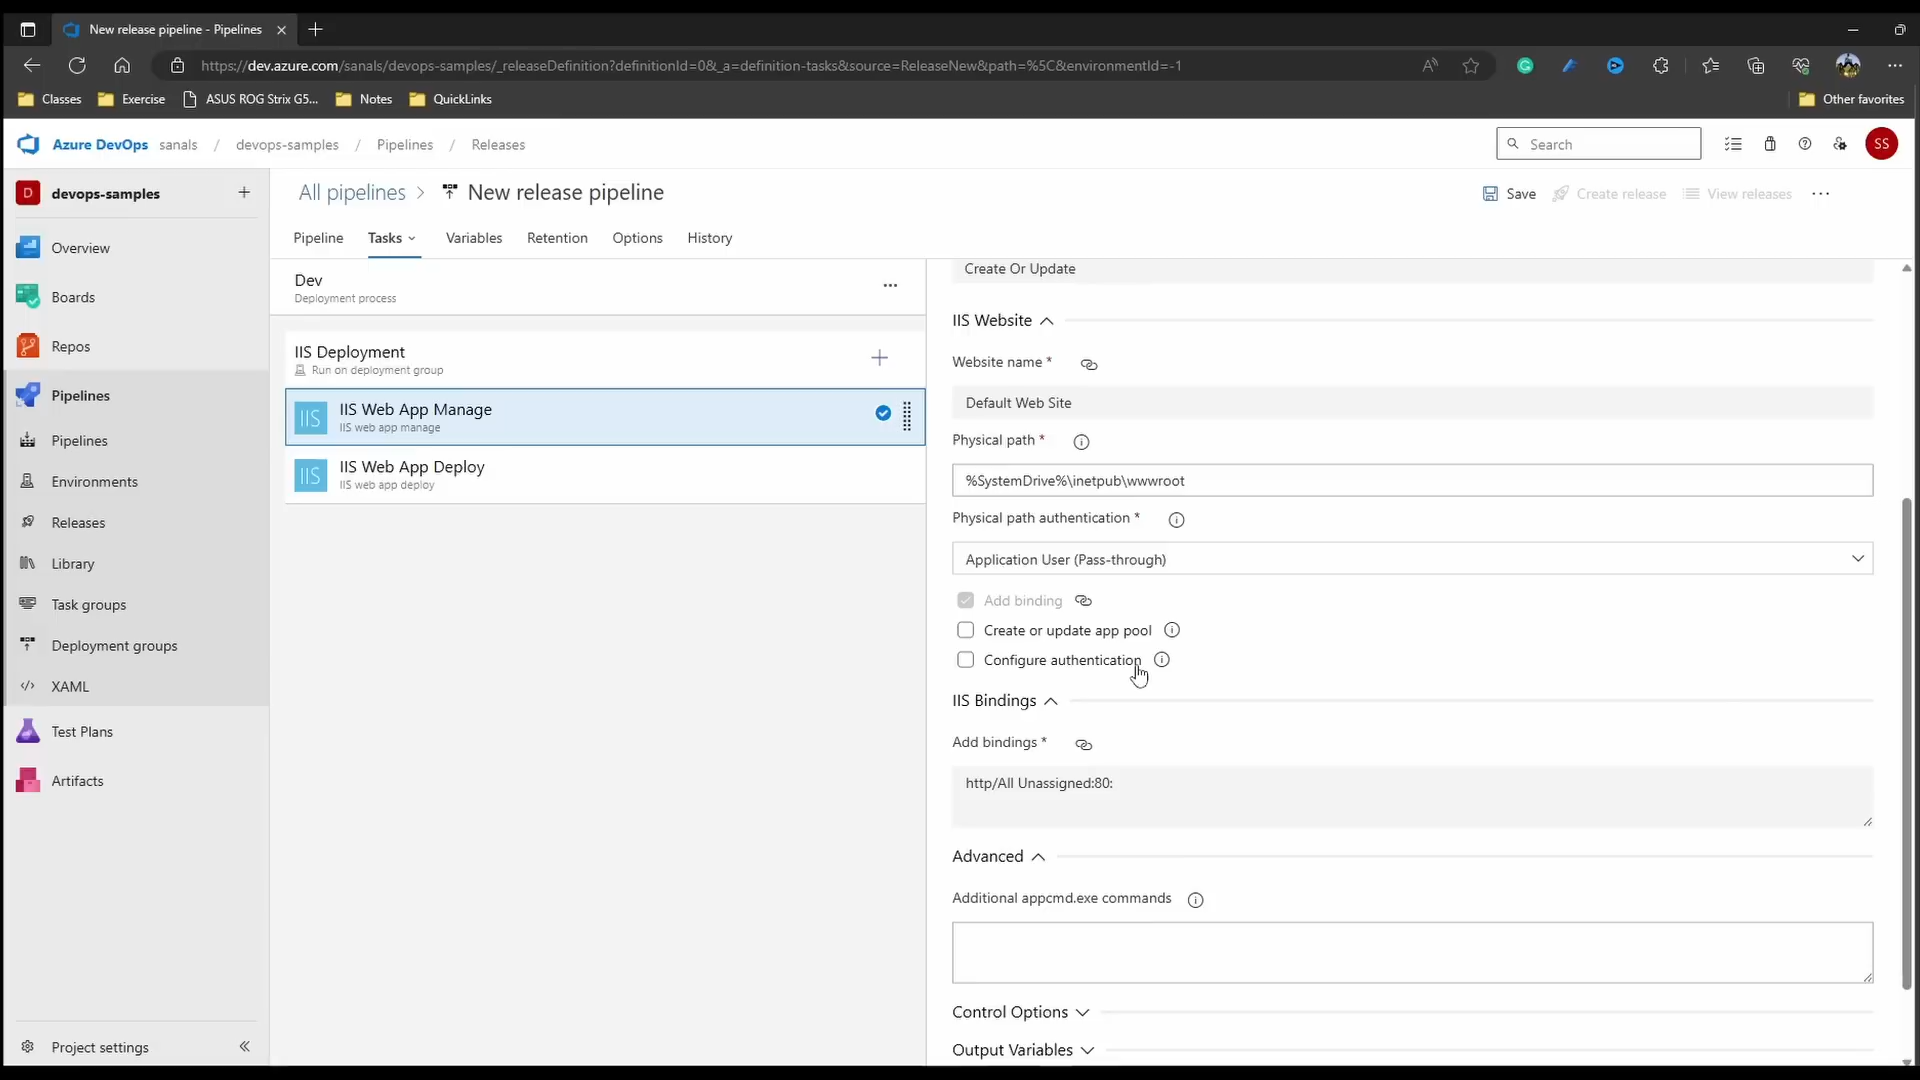 New release pipeline - Pipelines
https://dev.azure.com/sanals/devops-samples/_releaseDefinition?definitionId=0&_a=definition-tasks&source=ReleaseNew&path=%5C&environmentId=-1
Classes
Exercise
ASUS ROG Strix G5...
Notes
QuickLinks
Other favorites
Azure DevOps sanals / devops-samples / Pipelines / Releases
Search
SS
D devops-samples
Overview
Boards
Repos
Pipelines
Pipelines
Environments
Releases
Library
Task groups
Deployment groups
XAML
Test Plans
Artifacts
Project settings
All pipelines > New release pipeline
Save Create release View releases
Pipeline Tasks Variables Retention Options History
Dev
Deployment process
IIS Deployment
Run on deployment group
IIS
IIS Web App Manage
IIS web app manage
IIS
IIS Web App Deploy
IIS web app deploy
Create Or Update
IIS Website
Website name *
Default Web Site
Physical path *
%SystemDrive%\inetpub\wwwroot
Physical path authentication *
Application User (Pass-through)
Add binding
Create or update app pool
Configure authentication
IIS Bindings
Add bindings *
http/All Unassigned:80:
Advanced
Additional appcmd.exe commands
Control Options
Output Variables